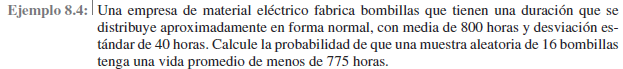 Ejemplo 8.4: Una empresa de material eléctrico fabrica bombillas que tienen una duración que se
distribuye aproximadamente en forma normal, con media de 800 horas y desviación es-
tándar de 40 horas. Calcule la probabilidad de que una muestra aleatoria de 16 bombillas
tenga una vida promedio de menos de 775 horas.